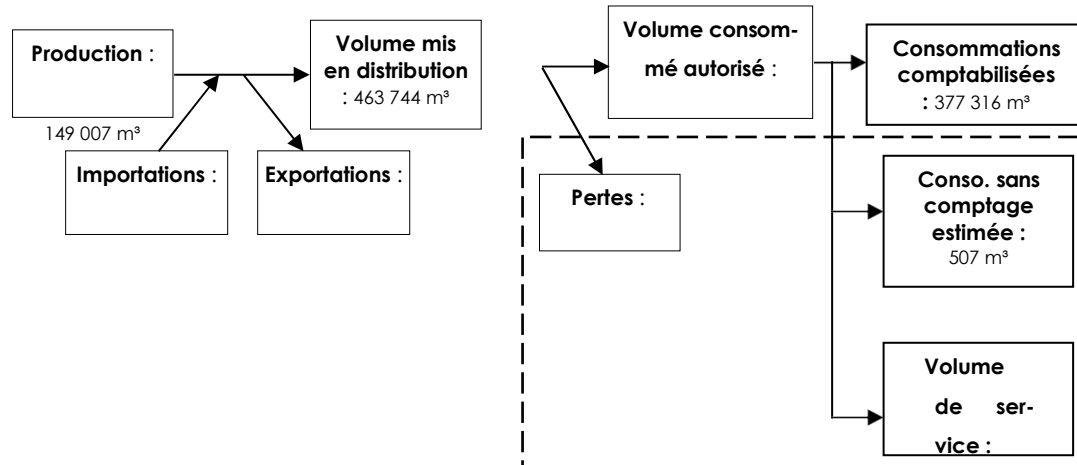 Production :
149 007 m³
Importations :
Exportations :
Volume mis
en distribution
: 463 744 m³
Volume consom-
mé autorisé :
Pertes :
Consommations
comptabilisées
: 377 316 m³
Conso. sans
comptage
estimée :
507 m³
Volume
de ser-
vice :